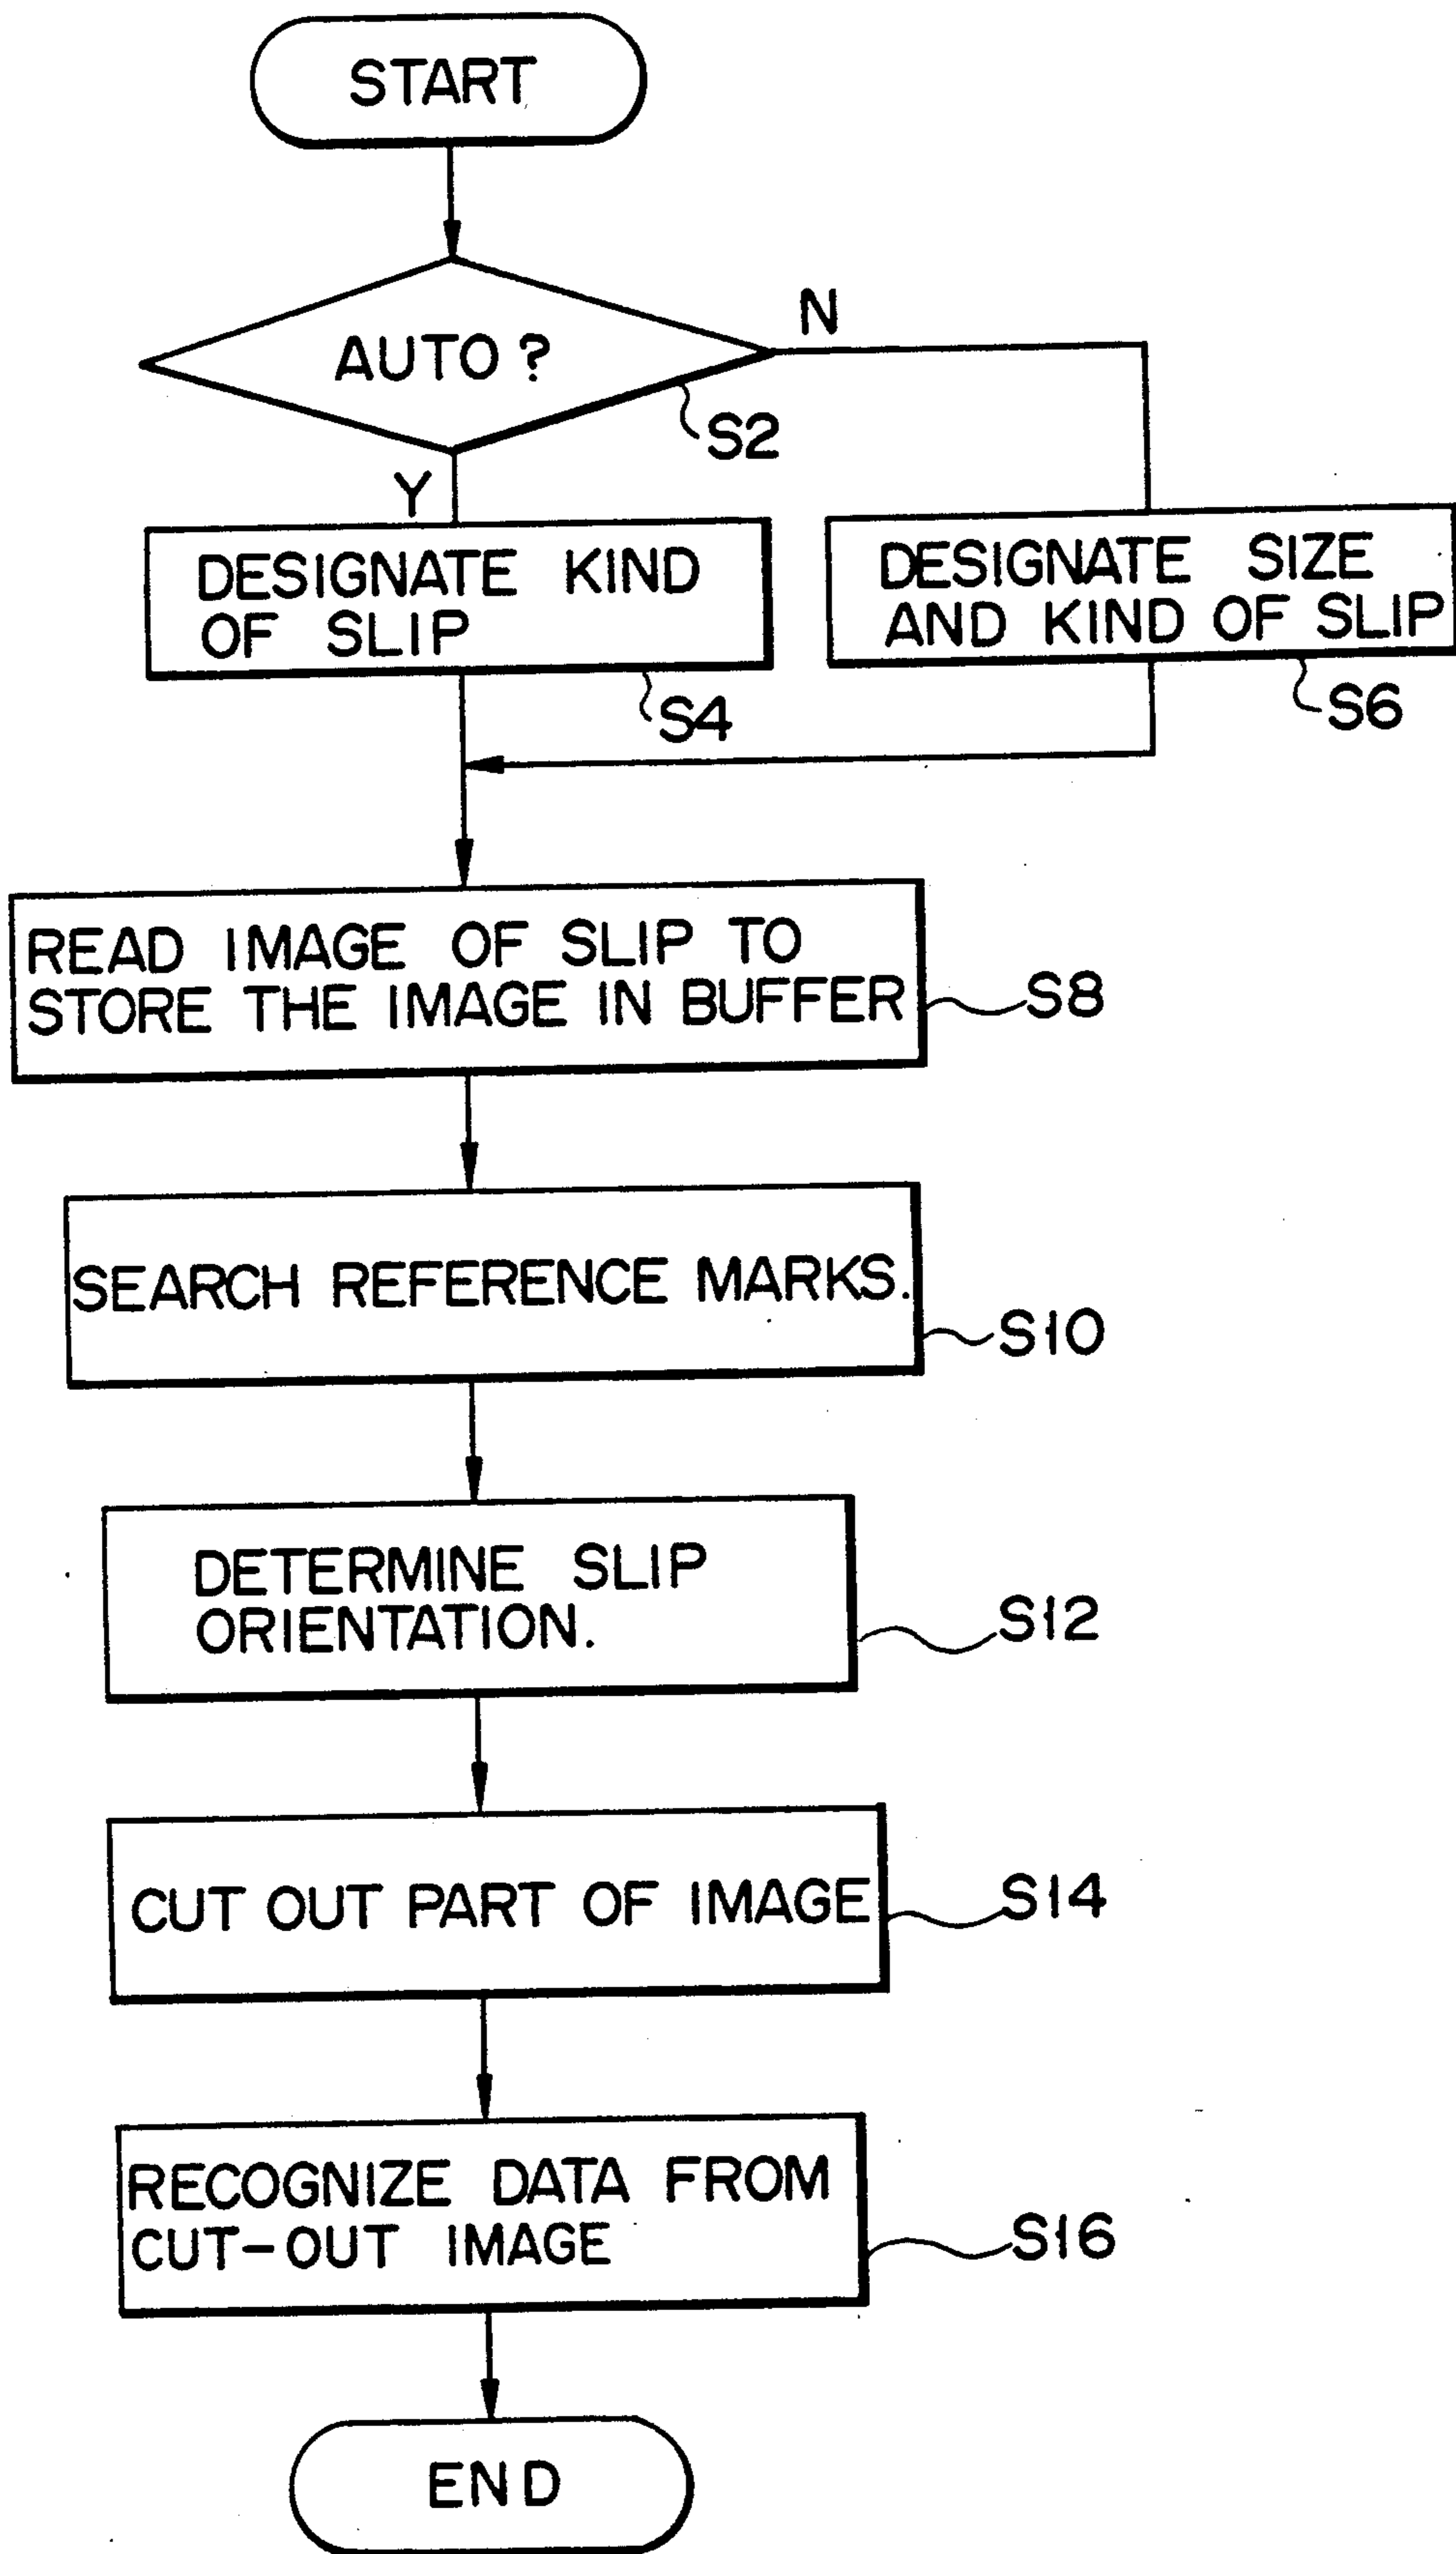 START
AUTO ?
N
S2
Y
DESIGNATE KIND
OF SLIP
S4
DESIGNATE SIZE
AND KIND OF SLIP
S6
READ IMAGE OF SLIP TO
STORE THE IMAGE IN BUFFER
S8
SEARCH REFERENCE MARKS.
S10
DETERMINE SLIP
ORIENTATION.
S12
CUT OUT PART OF IMAGE
S14
RECOGNIZE DATA FROM
CUT-OUT IMAGE
S16
END